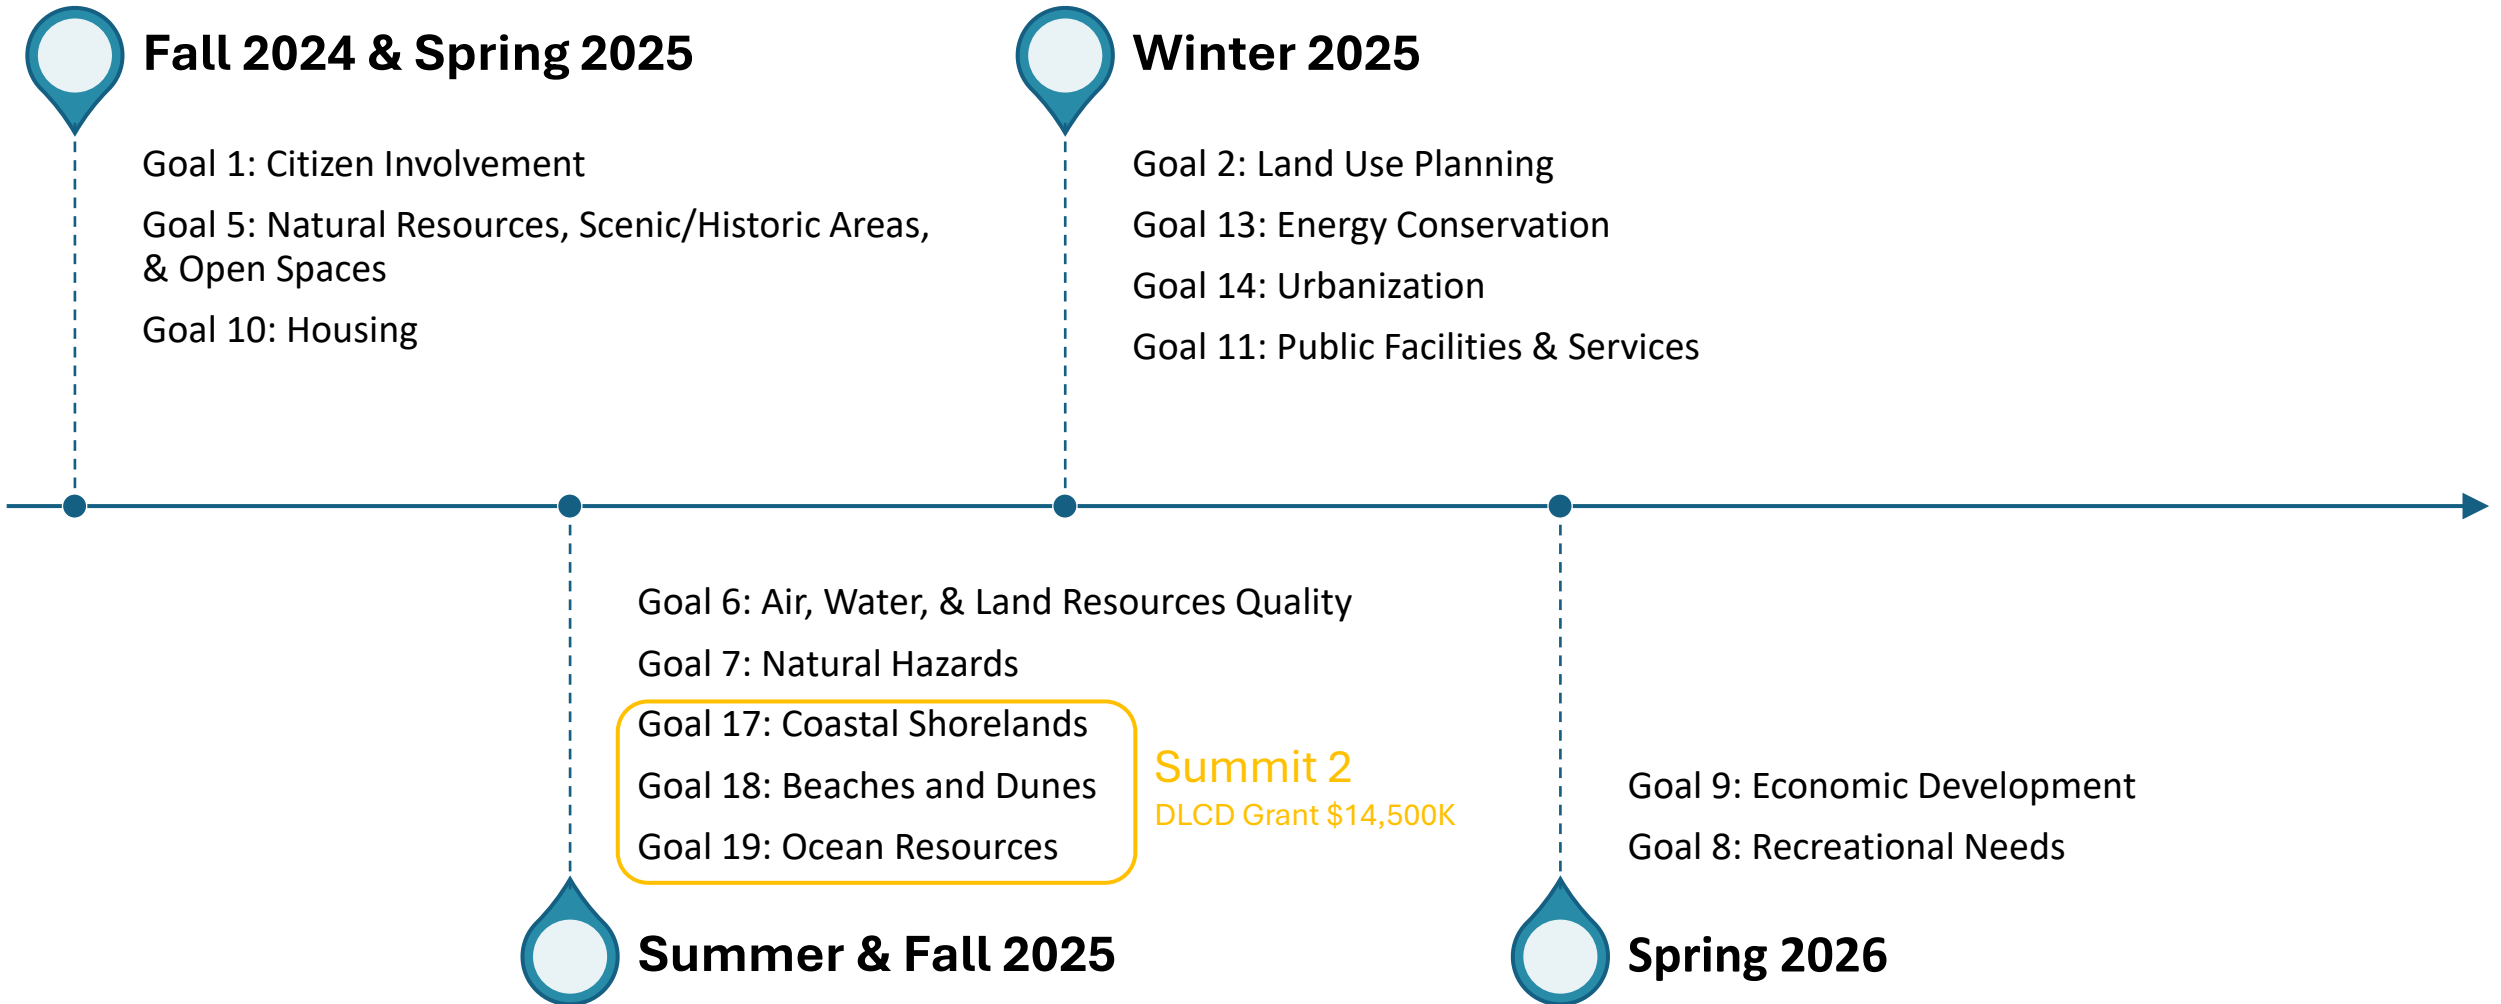 Fall 2024 & Spring 2025
Goal 1: Citizen Involvement
Goal 5: Natural Resources, Scenic/Historic Areas,
& Open Spaces
Goal 10: Housing
Winter 2025
Goal 2: Land Use Planning
Goal 13: Energy Conservation
Goal 14: Urbanization
Goal 11: Public Facilities & Services
Goal 6: Air, Water, & Land Resources Quality
Goal 7: Natural Hazards
Goal 17: Coastal Shorelands
Goal 18: Beaches and Dunes
Goal 19: Ocean Resources
Summit 2
DLCD Grant $14,500K
Summer & Fall 2025
Goal 9: Economic Development
Goal 8: Recreational Needs
Spring 2026